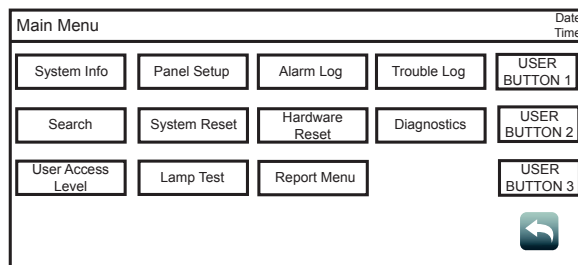 Main Menu
Date
Time
System Info
Panel Setup
Alarm Log
Trouble Log
USER
BUTTON 1
Search
System Reset
Hardware
Reset
Diagnostics
USER
BUTTON 2
User Access
Level
Lamp Test
Report Menu
USER
BUTTON 3